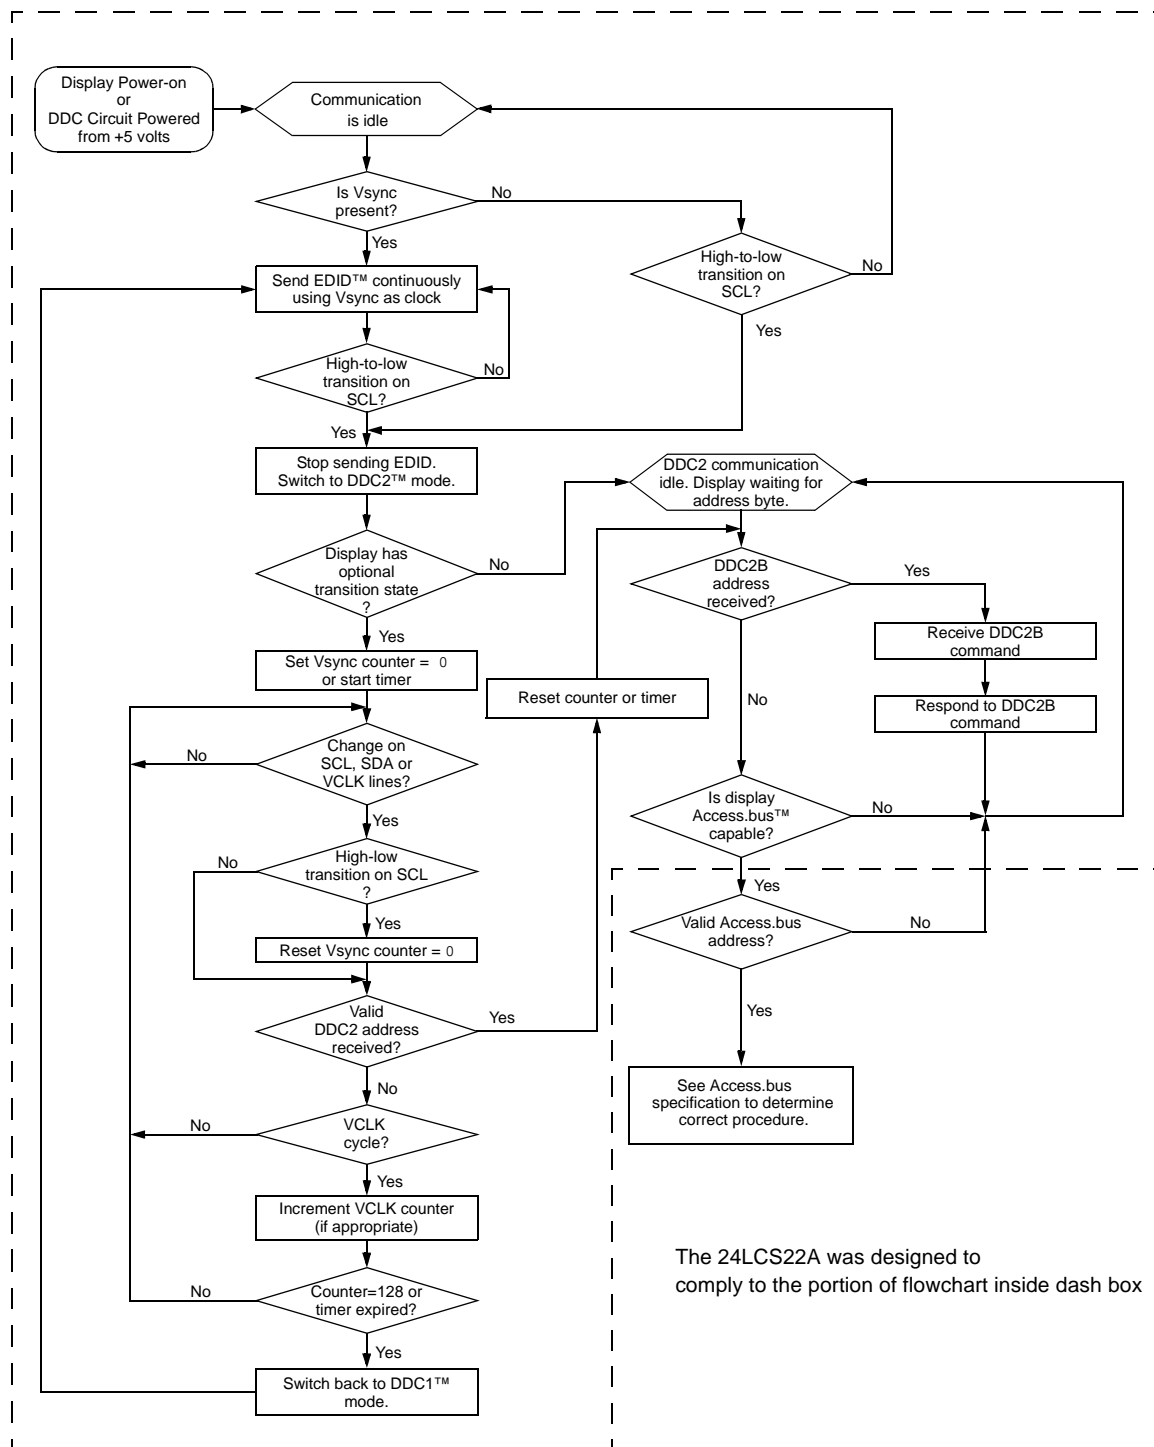 Display Power-on
or
DDC Circuit Powered
from +5 volts
Communication
is idle
Is Vsync
present?
No
Yes
High-to-low
transition on
SCL?
No
Yes
Send EDID™ continuously
using Vsync as clock
High-to-low
transition on
SCL?
No
Yes
Stop sending EDID.
Switch to DDC2™ mode.
DDC2 communication
idle. Display waiting for
address byte.
Display has
optional
transition state
?
No
Yes
DDC2B
address
received?
Yes
No
Receive DDC2B
command
Respond to DDC2B
command
Set Vsync counter = 0
or start timer
Reset counter or timer
Change on
SCL, SDA or
VCLK lines?
No
Yes
Is display
Access.bus™
capable?
No
Yes
High-low
transition on SCL
?
No
Yes
Valid Access.bus
address?
No
Yes
Reset Vsync counter = 0
Valid
DDC2 address
received?
Yes
No
See Access.bus
specification to determine
correct procedure.
VCLK
cycle?
No
Yes
Increment VCLK counter
(if appropriate)
Counter=128 or
timer expired?
No
Yes
Switch back to DDC1™
mode.
The 24LCS22A was designed to
comply to the portion of flowchart inside dash box